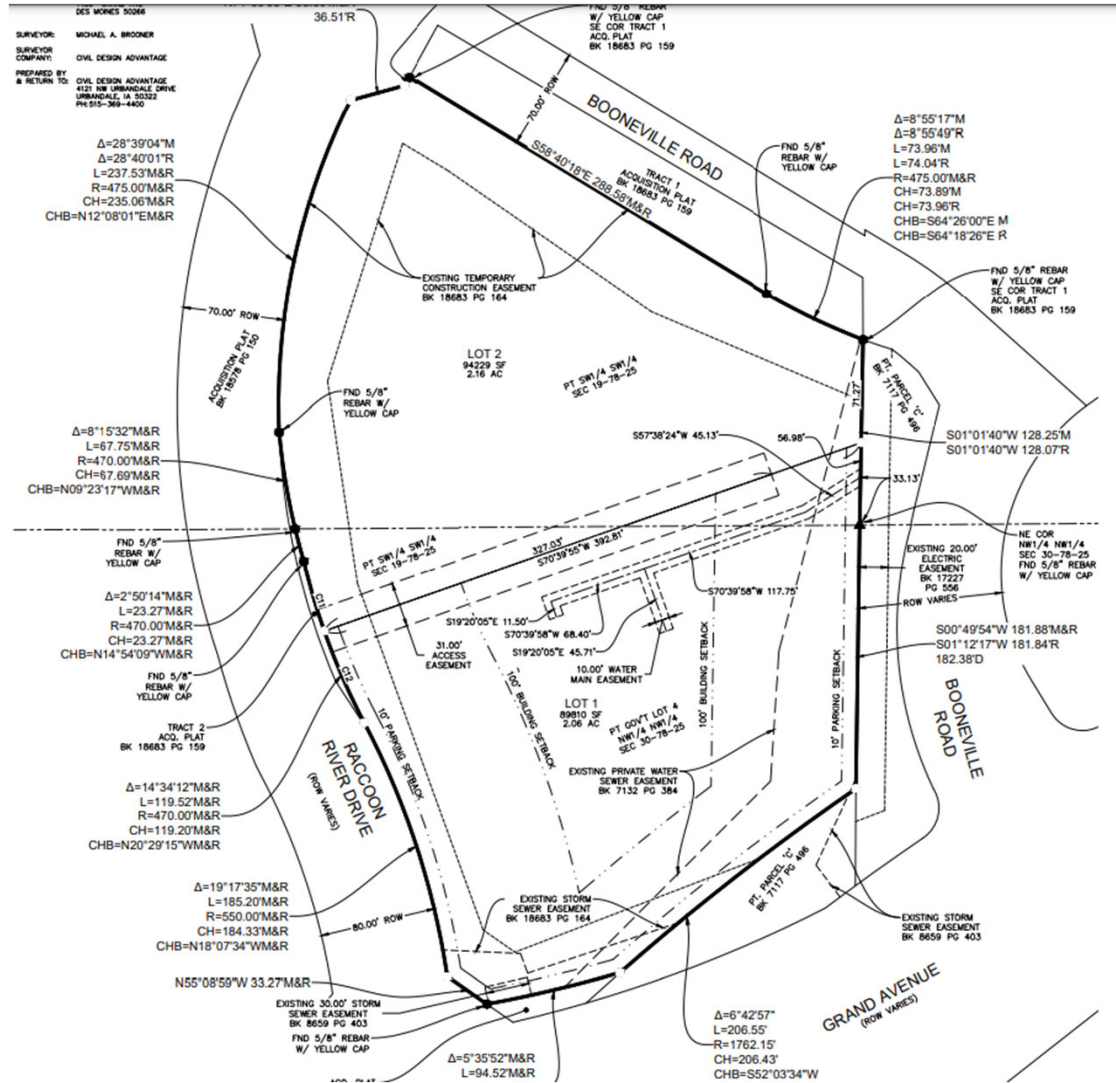 DES MOINES 50266
SURVEYOR: MICHAEL A. BROONER
SURVEYOR
COMPANY: CIVIL DESIGN ADVANTAGE
PREPARED BY
& RETURN TO: CIVIL DESIGN ADVANTAGE
4121 NW URBANDALE DRIVE
URBANDALE, IA 50322
PH:515-369-4400
36.51'R
FND 5/8" REBAR
W/ YELLOW CAP
SE COR TRACT 1
ACQ. PLAT
BK 18683 PG 159
70.00' ROW
BOONEVILLE ROAD
S58°40'18"E 288.58'M&R
TRACT 1
ACQUISITION PLAT
BK 18683 PG 159
FND 5/8"
REBAR W/
YELLOW CAP
Δ=8°55'17"M
Δ=8°55'49"R
L=73.96'M
L=74.04'R
R=475.00'M&R
CH=73.89'M
CH=73.96'R
CHB=S64°26'00"E M
CHB=S64°18'26"E R
FND 5/8" REBAR
W/ YELLOW CAP
SE COR TRACT 1
ACQ. PLAT
BK 18683 PG 159
Δ=28°39'04"M
Δ=28°40'01"R
L=237.53'M&R
R=475.00'M&R
CH=235.06'M&R
CHB=N12°08'01"EM&R
EXISTING TEMPORARY
CONSTRUCTION EASEMENT
BK 18683 PG 164
70.00' ROW
ACQUISITION PLAT
BK 18578 PG 150
LOT 2
94229 SF
2.16 AC
PT SW1/4 SW1/4
SEC 19-78-25
FND 5/8"
REBAR W/
YELLOW CAP
71.27'
PT. PARCEL 'C'
BK 7117 PG 496
Δ=8°15'32"M&R
L=67.75'M&R
R=470.00'M&R
CH=67.69'M&R
CHB=N09°23'17"WM&R
S57°38'24"W 45.13'
56.98'
S01°01'40"W 128.25'M
S01°01'40"W 128.07'R
33.13'
FND 5/8"
REBAR W/
YELLOW CAP
PT SW1/4 SW1/4
SEC 19-78-25
327.03'
S70°39'55"W 392.81'
NE COR
NW1/4 NW1/4
SEC 30-78-25
FND 5/8" REBAR
W/ YELLOW CAP
EXISTING 20.00'
ELECTRIC
EASEMENT
BK 17227
PG 556
ROW VARIES
Δ=2°50'14"M&R
L=23.27'M&R
R=470.00'M&R
CH=23.27'M&R
CHB=N14°54'09"WM&R
C11
S19°20'05"E 11.50'
S70°39'58"W 68.40'
S19°20'05"E 45.71'
S70°39'58"W 117.75'
31.00'
ACCESS
EASEMENT
10.00' WATER
MAIN EASEMENT
S00°49'54"W 181.88'M&R
S01°12'17"W 181.84'R
182.38'D
FND 5/8"
REBAR W/
YELLOW CAP
C12
100' BUILDING SETBACK
100' BUILDING SETBACK
10' PARKING SETBACK
BOONEVILLE
ROAD
TRACT 2
ACQ. PLAT
BK 18683 PG 159
10' PARKING SETBACK
LOT 1
89810 SF
2.06 AC
PT GOV'T LOT 4
NW1/4 NW1/4
SEC 30-78-25
RACCOON
RIVER DRIVE
(ROW VARIES)
EXISTING PRIVATE WATER
SEWER EASEMENT
BK 7132 PG 384
Δ=14°34'12"M&R
L=119.52'M&R
R=470.00'M&R
CH=119.20'M&R
CHB=N20°29'15"WM&R
Δ=19°17'35"M&R
L=185.20'M&R
R=550.00'M&R
CH=184.33'M&R
CHB=N18°07'34"WM&R
80.00' ROW
EXISTING STORM
SEWER EASEMENT
BK 18683 PG 164
PT. PARCEL 'C'
BK 7117 PG 496
EXISTING STORM
SEWER EASEMENT
BK 8659 PG 403
N55°08'59"W 33.27'M&R
EXISTING 30.00' STORM
SEWER EASEMENT
BK 8659 PG 403
FND 5/8" REBAR
W/ YELLOW CAP
GRAND AVENUE
(ROW VARIES)
Δ=5°35'52"M&R
L=94.52'M&R
Δ=6°42'57"
L=206.55'
R=1762.15'
CH=206.43'
CHB=S52°03'34"W